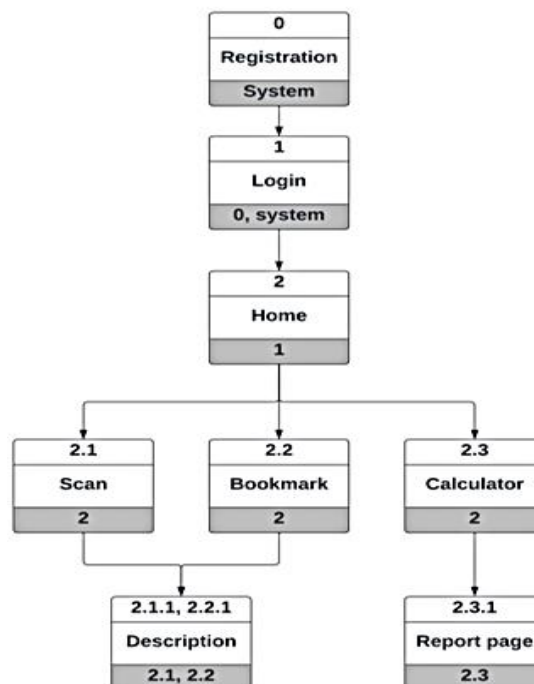 0
Registration
System
1
Login
0, system
2
Home
1
2.1
Scan
2
2.2
Bookmark
2
2.3
Calculator
2
2.1.1, 2.2.1
Description
2.1, 2.2
2.3.1
Report page
2.3